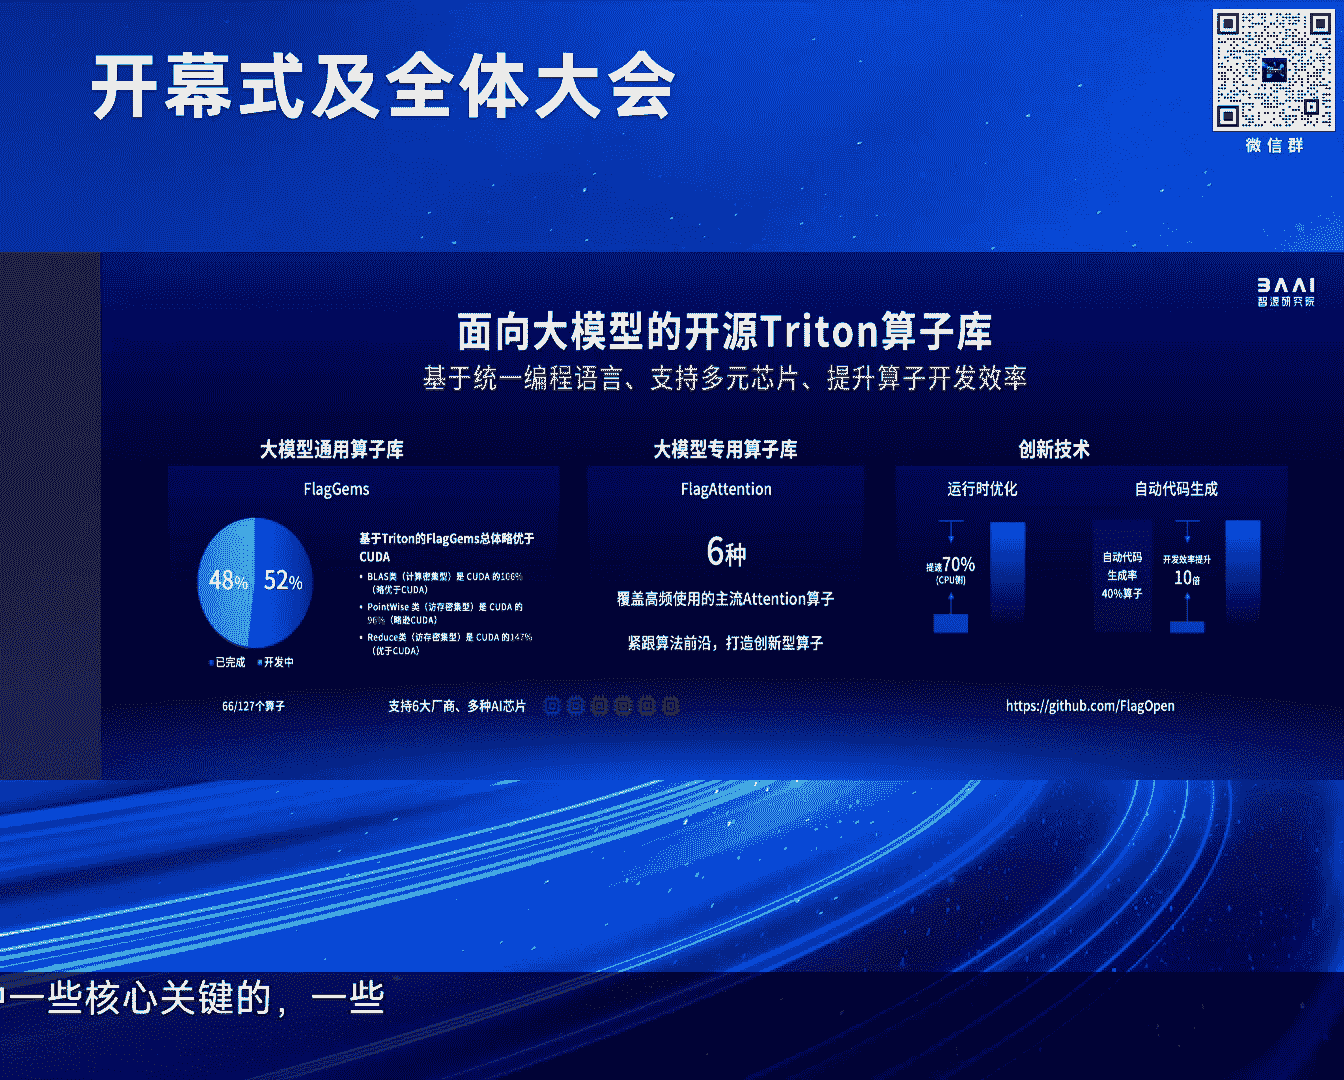 开幕式及全体大会
微信群
BAAI
智源研究院
面向大模型的开源Triton算子库
基于统一编程语言、支持多元芯片、提升算子开发效率
大模型通用算子库
FlagGems
48%
52%
已完成
开发中
66/127个算子
基于Triton的FlagGems总体略优于
CUDA
• BLAS类（计算密集型）是 CUDA 的106%
（略优于CUDA）
• PointWise 类（访存密集型）是 CUDA 的
96%（略逊CUDA）
• Reduce类（访存密集型）是 CUDA 的147%
（优于CUDA）
支持6大厂商、多种AI芯片
大模型专用算子库
FlagAttention
6种
覆盖高频使用的主流Attention算子
紧跟算法前沿，打造创新型算子
创新技术
运行时优化
提速70%
(CPU侧)
自动代码生成
自动代码
生成率
40%算子
开发效率提升
10倍
https://github.com/FlagOpen
一些核心关键的，一些